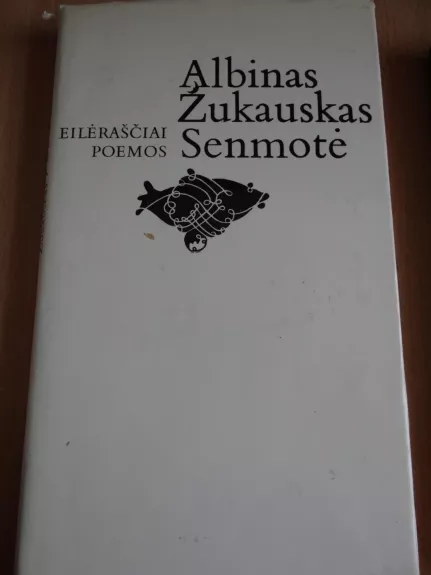 Albinas
Žukauskas
Senmotė
EILĖRAŠČIAI
POEMOS